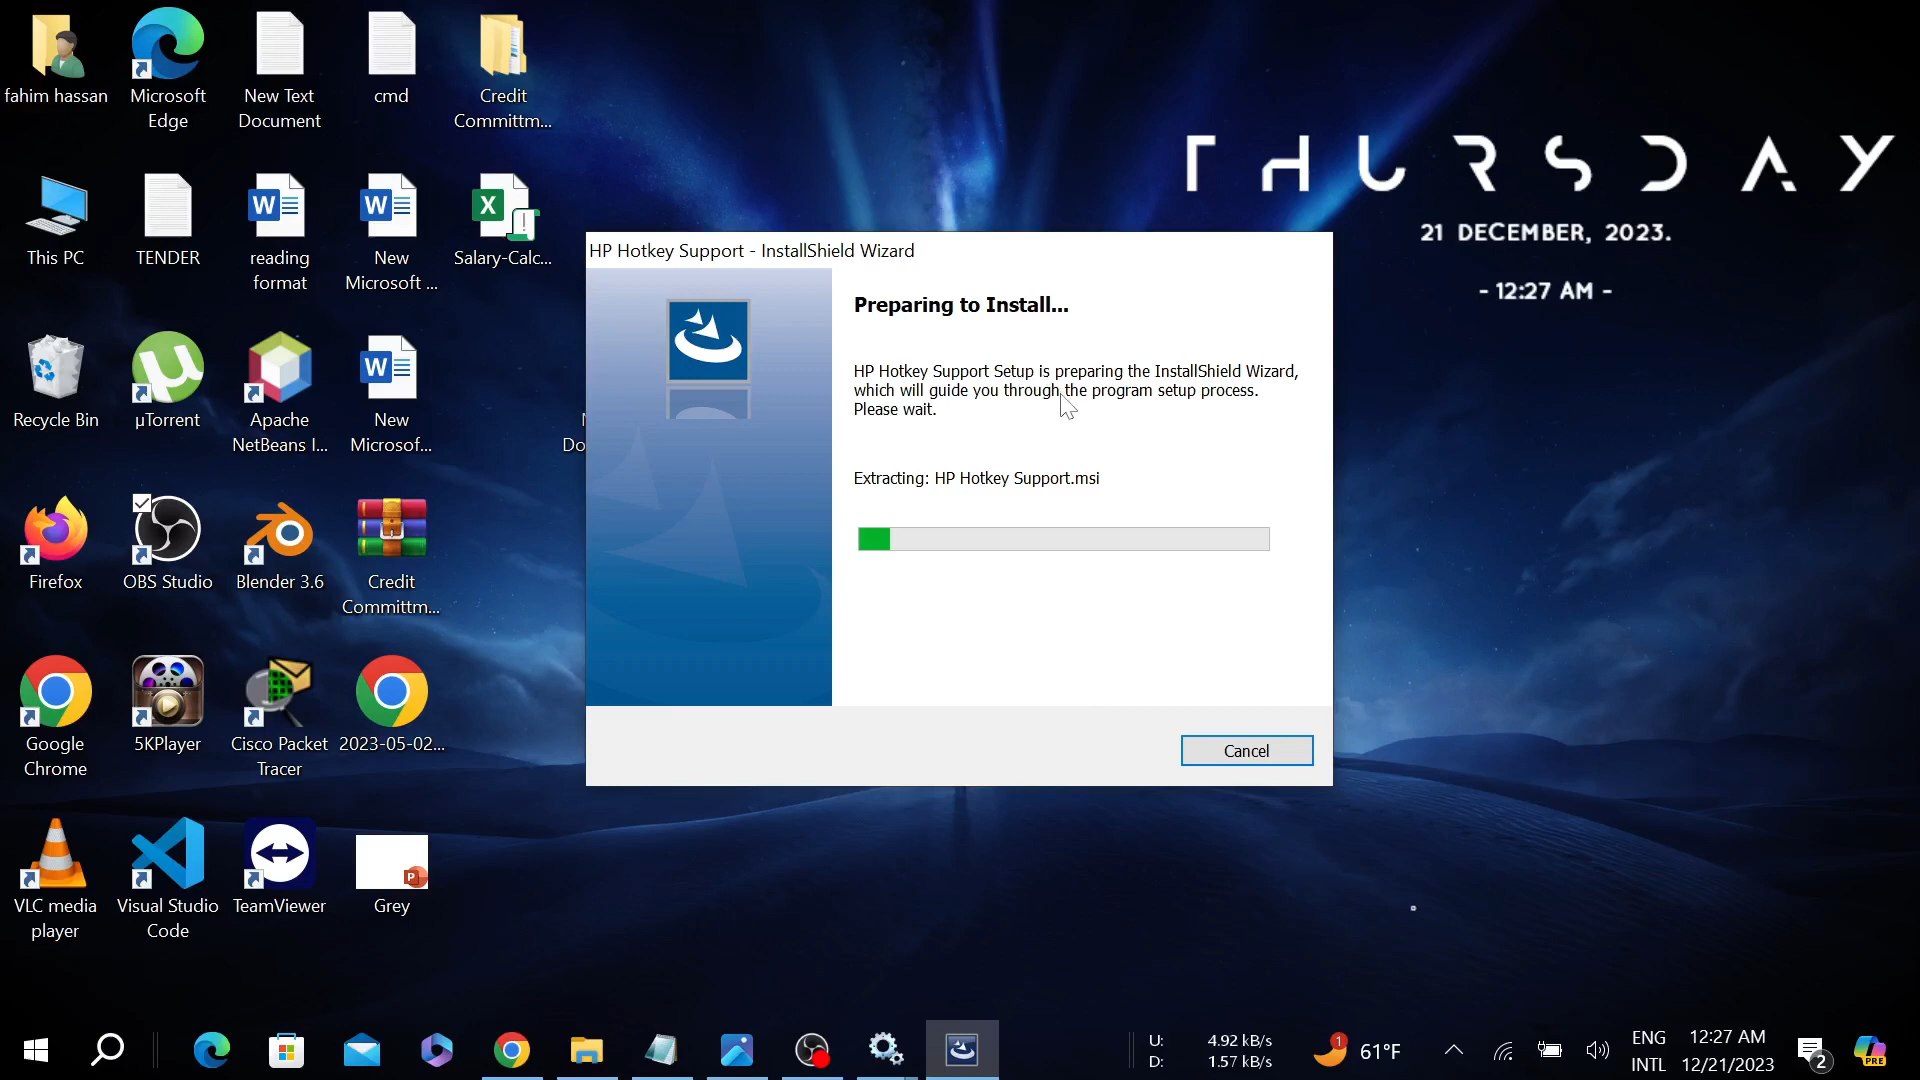 fahim hassan
Microsoft
Edge
New Text
Document
cmd
Credit
Committm...
This PC
TENDER
reading
format
New
Microsoft ...
Salary-Calc...
Recycle Bin
µTorrent
Apache
NetBeans I...
New
Microsof...
Firefox
OBS Studio
Blender 3.6
Credit
Committm...
Google
Chrome
5KPlayer
Cisco Packet
Tracer
2023-05-02...
VLC media
player
Visual Studio
Code
TeamViewer
Grey
THURSDAY
21 DECEMBER, 2023.
- 12:27 AM -
HP Hotkey Support - InstallShield Wizard
Preparing to Install...
HP Hotkey Support Setup is preparing the InstallShield Wizard,
which will guide you through the program setup process.
Please wait.
Extracting: HP Hotkey Support.msi
Cancel
U: 4.92 kB/s
D: 1.57 kB/s
1
61°F
ENG
INTL
12:27 AM
12/21/2023
2
PRE